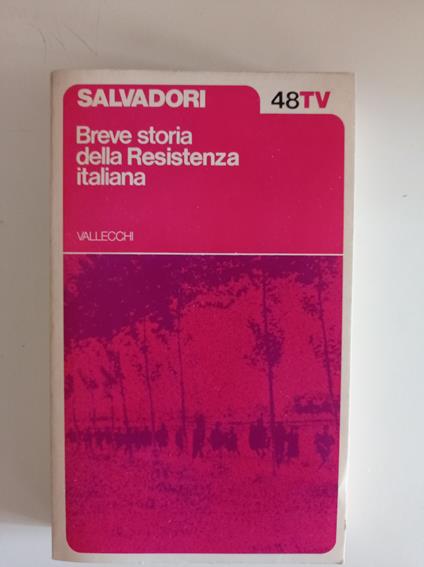 SALVADORI
48TV
Breve storia
della Resistenza
italiana
VALLECCHI